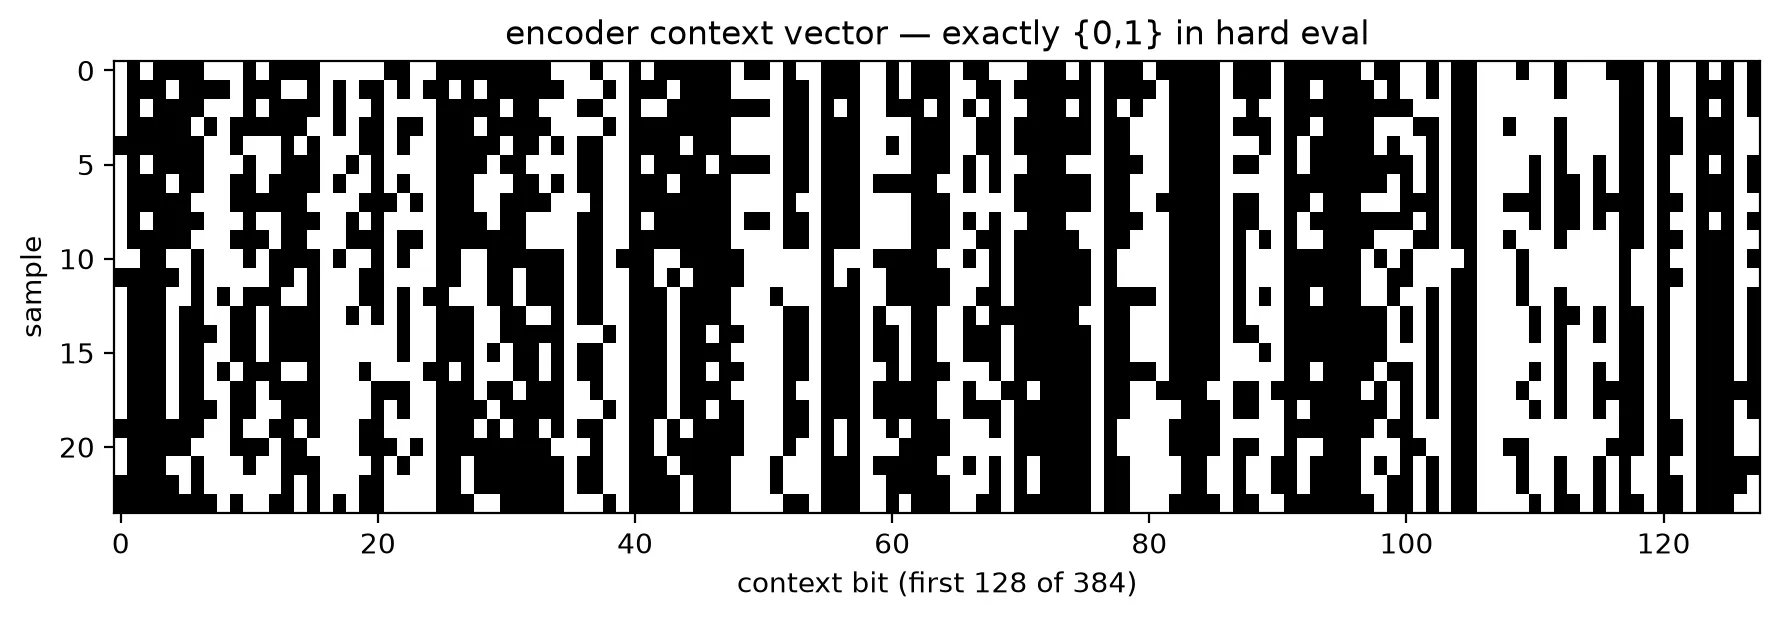 encoder context vector — exactly {0,1} in hard eval
0
5
10
15
20
sample
0 20 40 60 80 100 120
context bit (first 128 of 384)